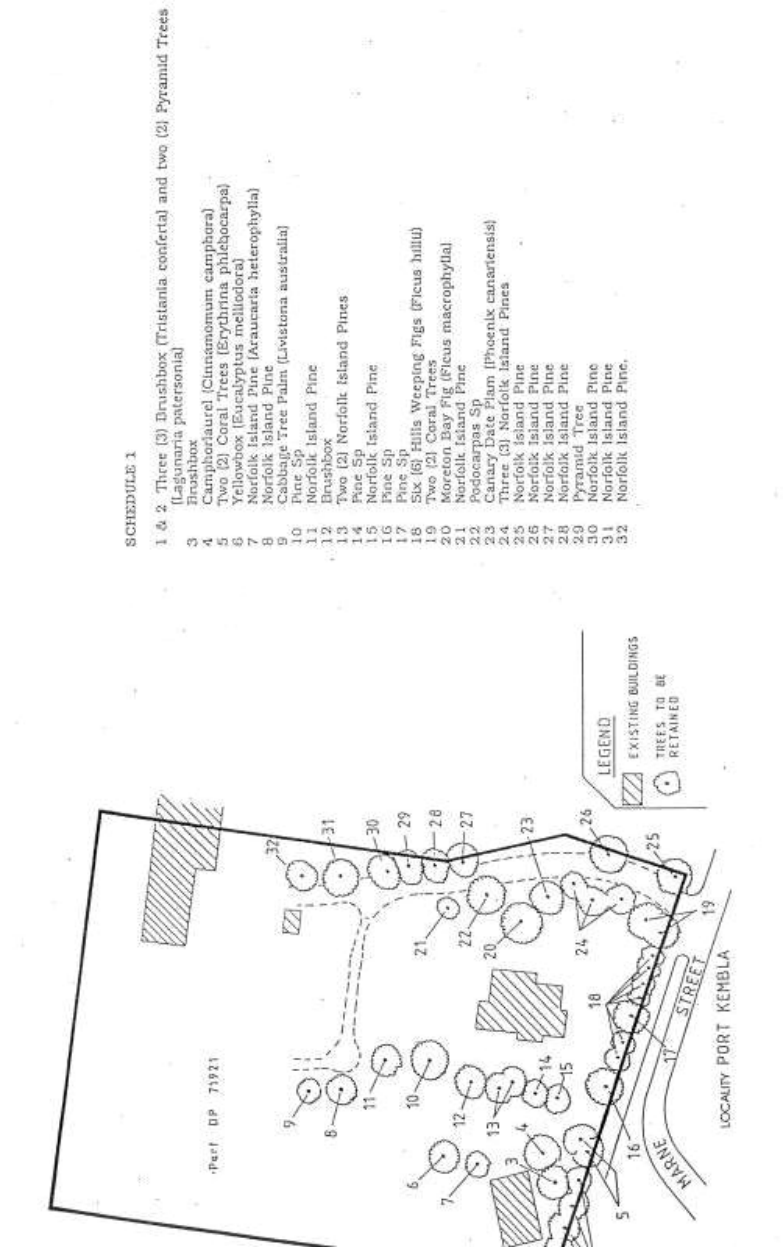 SCHEDULE 1
1 & 2 Three (3) Brushbox (Tristania conferta) and two (2) Pyramid Trees
(Lagunaria patersonia)
3 Brushbox
4 Camphorlaurel (Cinnamomum camphora)
5 Two (2) Coral Trees (Erythrina phlebocarpa)
6 Yellowbox (Eucalyptus melliodora)
7 Norfolk Island Pine (Araucaria heterophylla)
8 Norfolk Island Pine
9 Cabbage Tree Palm (Livistona australia)
10 Pine Sp
11 Norfolk Island Pine
12 Brushbox
13 Two (2) Norfolk Island Pines
14 Pine Sp
15 Norfolk Island Pine
16 Pine Sp
17 Pine Sp
18 Six (6) Hills Weeping Figs (Ficus hillu)
19 Two (2) Coral Trees
20 Moreton Bay Fig (Ficus macrophylla)
21 Norfolk Island Pine
22 Podocarpas Sp
23 Canary Date Plam (Phoenix canariensis)
24 Three (3) Norfolk Island Pines
25 Norfolk Island Pine
26 Norfolk Island Pine
27 Norfolk Island Pine
28 Norfolk Island Pine
29 Pyramid Tree
30 Norfolk Island Pine
31 Norfolk Island Pine
32 Norfolk Island Pine.
Part DP 71921
32
31
30
29
28
27
26
25
24
23
22
21
20
19
18
17
16
15
14
13
12
11
10
9
8
7
6
5
4
3
MARNE STREET
LOCALITY PORT KEMBLA
LEGEND
EXISTING BUILDINGS
TREES TO BE
RETAINED